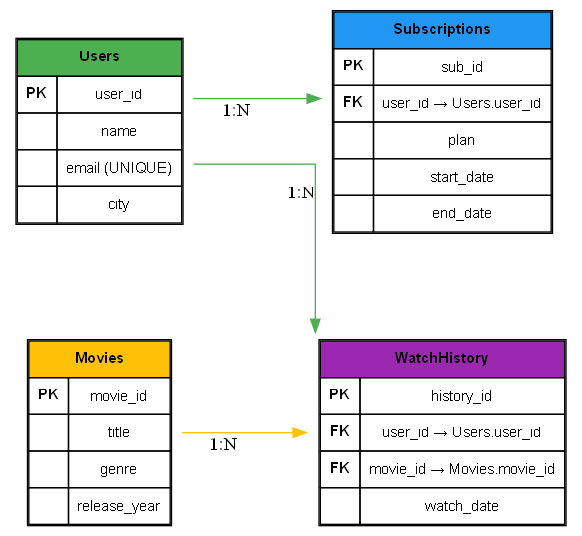 Users
PK user_id
name
email (UNIQUE)
city
1:N
Subscriptions
PK sub_id
FK user_id → Users.user_id
plan
start_date
end_date
1:N
Movies
PK movie_id
title
genre
release_year
1:N
WatchHistory
PK history_id
FK user_id → Users.user_id
FK movie_id → Movies.movie_id
watch_date